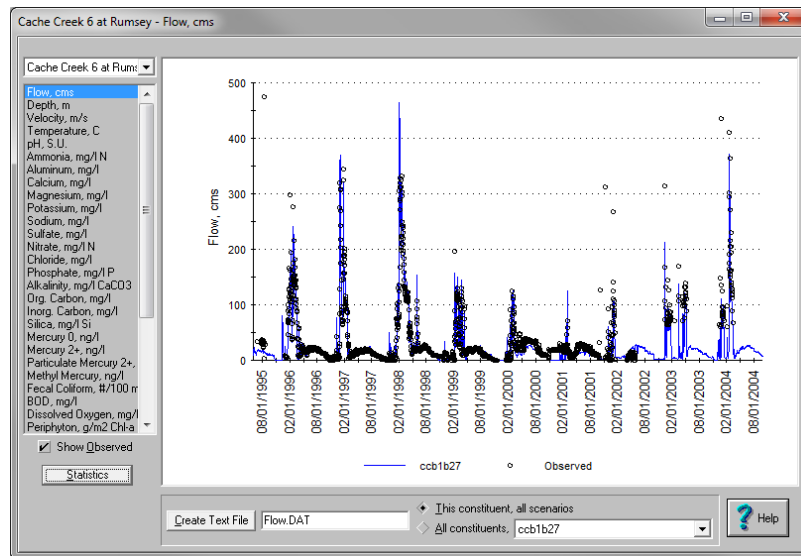 Cache Creek 6 at Rumsey - Flow, cms
Cache Creek 6 at Rums
Flow, cms
Depth, m
Velocity, m/s
Temperature, C
pH, S.U.
Ammonia, mg/l N
Aluminum, mg/l
Calcium, mg/l
Magnesium, mg/l
Potassium, mg/l
Sodium, mg/l
Sulfate, mg/l
Nitrate, mg/l N
Chloride, mg/l
Phosphate, mg/l P
Alkalinity, mg/l CaCO3
Org. Carbon, mg/l
Inorg. Carbon, mg/l
Silica, mg/l Si
Mercury 0, ng/l
Mercury 2+, ng/l
Particulate Mercury 2+,
Methyl Mercury, ng/l
Fecal Coliform, #/100 m
BOD, mg/l
Dissolved Oxygen, mg/l
Periphyton, g/m2 Chl-a
Show Observed
Statistics
Flow, cms
500
400
300
200
100
0
08/01/1995
02/01/1996
08/01/1996
02/01/1997
08/01/1997
02/01/1998
08/01/1998
02/01/1999
08/01/1999
02/01/2000
08/01/2000
02/01/2001
08/01/2001
02/01/2002
08/01/2002
02/01/2003
08/01/2003
02/01/2004
08/01/2004
ccb1b27
Observed
Create Text File
Flow.DAT
This constituent, all scenarios
All constituents,
ccb1b27
? Help